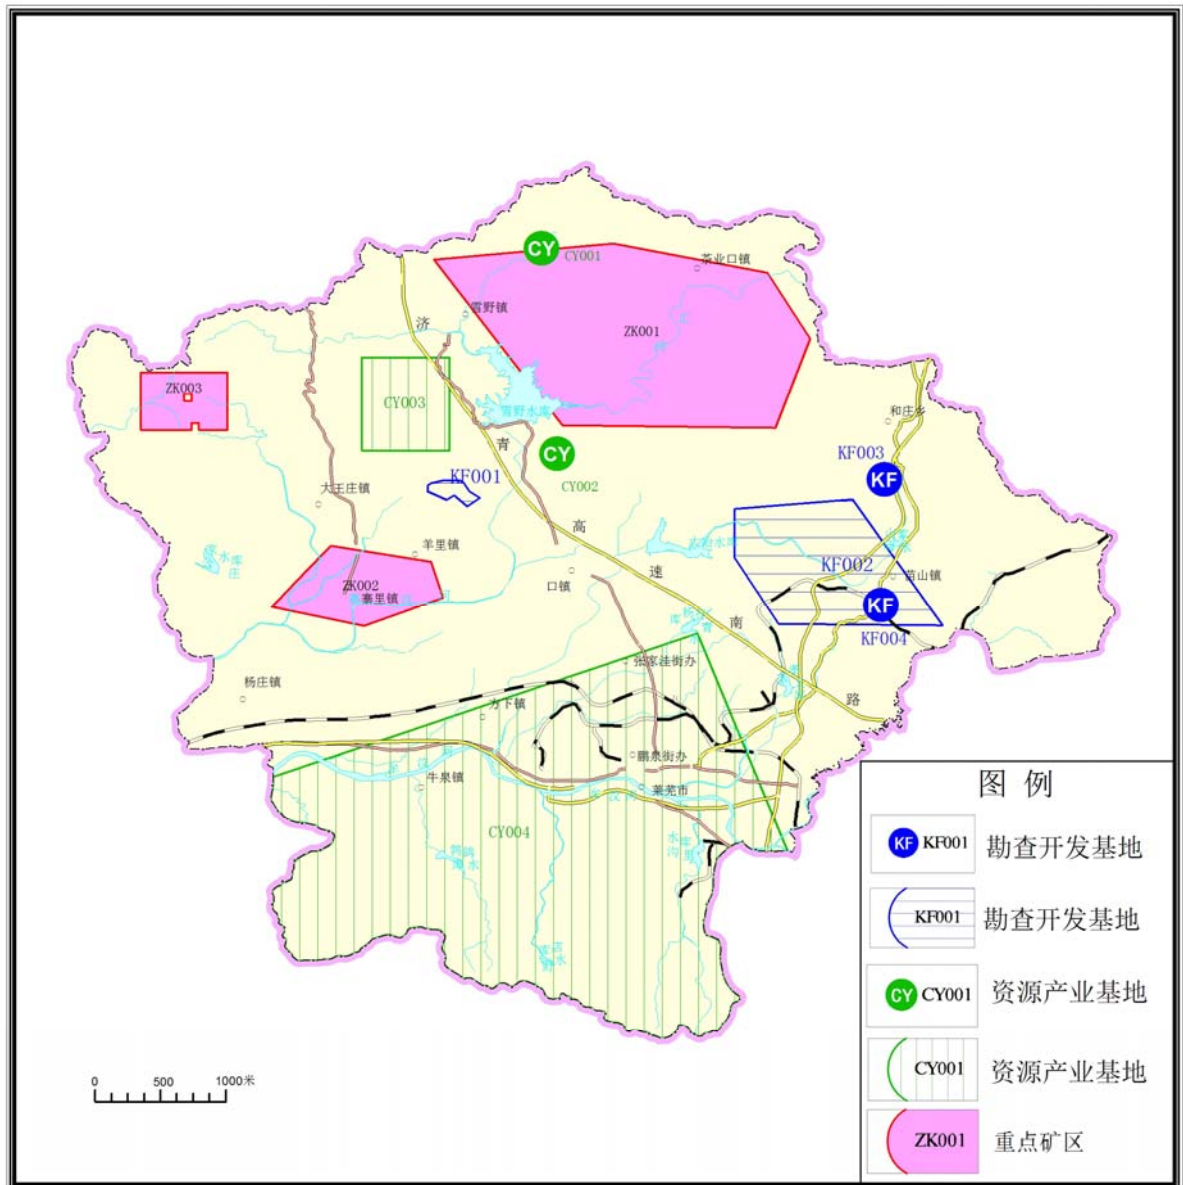 CY
CY001
茶业口镇
雪野镇
济
ZK001
ZK003
CY003
雪野水库
和庄乡
青
CY
KF003
KF001
KF
CY002
大王庄镇
高
羊里镇
速
KF002
苗山镇
口镇
ZK002
寨里镇
KF
南
KF004
张家洼街办
杨庄镇
路
方下镇
鹏泉街办
牛泉镇
莱芜市
CY004
图 例
KF KF001 勘查开发基地
KF001 勘查开发基地
CY CY001 资源产业基地
CY001 资源产业基地
ZK001 重点矿区
0 500 1000米